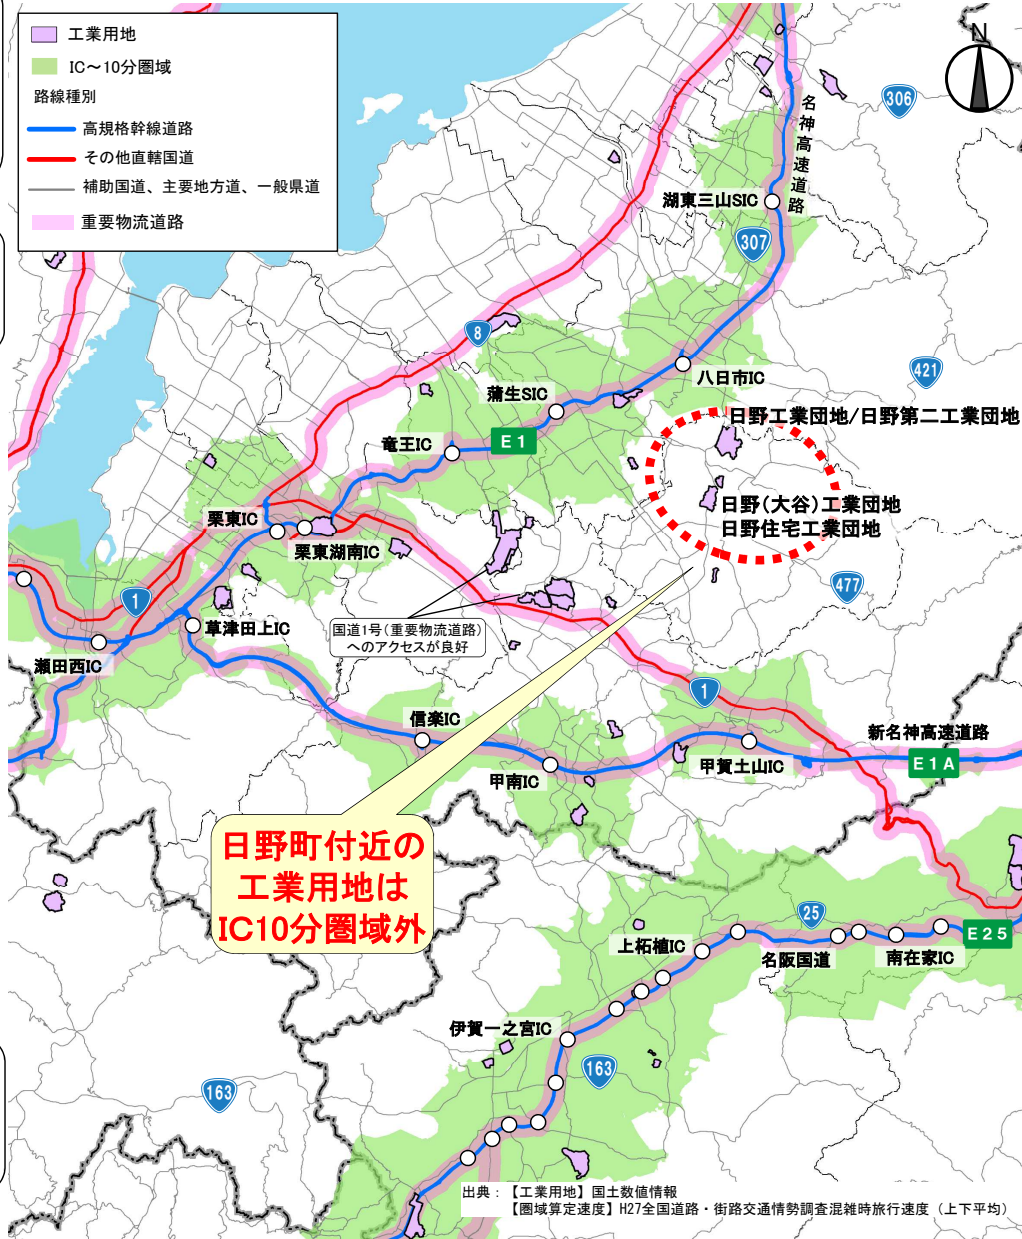 工業用地
IC～10分圏域
路線種別
高規格幹線道路
その他直轄国道
補助国道、主要地方道、一般県道
重要物流道路
N
306
名神高速道路
湖東三山SIC
307
8
421
八日市IC
蒲生SIC
日野工業団地/日野第二工業団地
竜王IC
E1
日野(大谷)工業団地
日野住宅工業団地
栗東IC
栗東湖南IC
477
1
国道1号(重要物流道路)
へのアクセスが良好
草津田上IC
瀬田西IC
1
信楽IC
新名神高速道路
E1A
甲南IC
甲賀土山IC
日野町付近の
工業用地は
IC10分圏域外
25
E25
上柘植IC
名阪国道
南在家IC
伊賀一之宮IC
163
163
出典：【工業用地】国土数値情報
【圏域算定速度】H27全国道路・街路交通情勢調査混雑時旅行速度（上下平均）